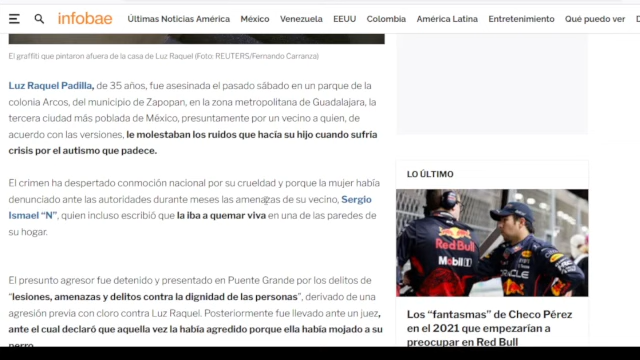 infobae
Últimas Noticias América México Venezuela EEUU Colombia América Latina Entretenimiento Qué puedo ver D
El graffiti que pintaron afuera de la casa de Luz Raquel (Foto: REUTERS/Fernando Carranza)
Luz Raquel Padilla, de 35 años, fue asesinada el pasado sábado en un parque de la
colonia Arcos, del municipio de Zapopan, en la zona metropolitana de Guadalajara, la
tercera ciudad más poblada de México, presuntamente por un vecino a quien, de
acuerdo con las versiones, le molestaban los ruidos que hacía su hijo cuando sufría
crisis por el autismo que padece.
El crimen ha despertado conmoción nacional por su crueldad y porque la mujer había
denunciado ante las autoridades durante meses las amenazas de su vecino, Sergio
Ismael “N”, quien incluso escribió que la iba a quemar viva en una de las paredes de
su hogar.
El presunto agresor fue detenido y presentado en Puente Grande por los delitos de
“lesiones, amenazas y delitos contra la dignidad de las personas”, derivado de una
agresión previa con cloro contra Luz Raquel. Posteriormente fue llevado ante un juez,
ante el cual declaró que aquella vez la había agredido porque ella había mojado a su
perro
LO ÚLTIMO
Red Bull
Mobil
Los “fantasmas” de Checo Pérez
en el 2021 que empezarían a
preocupar en Red Bull